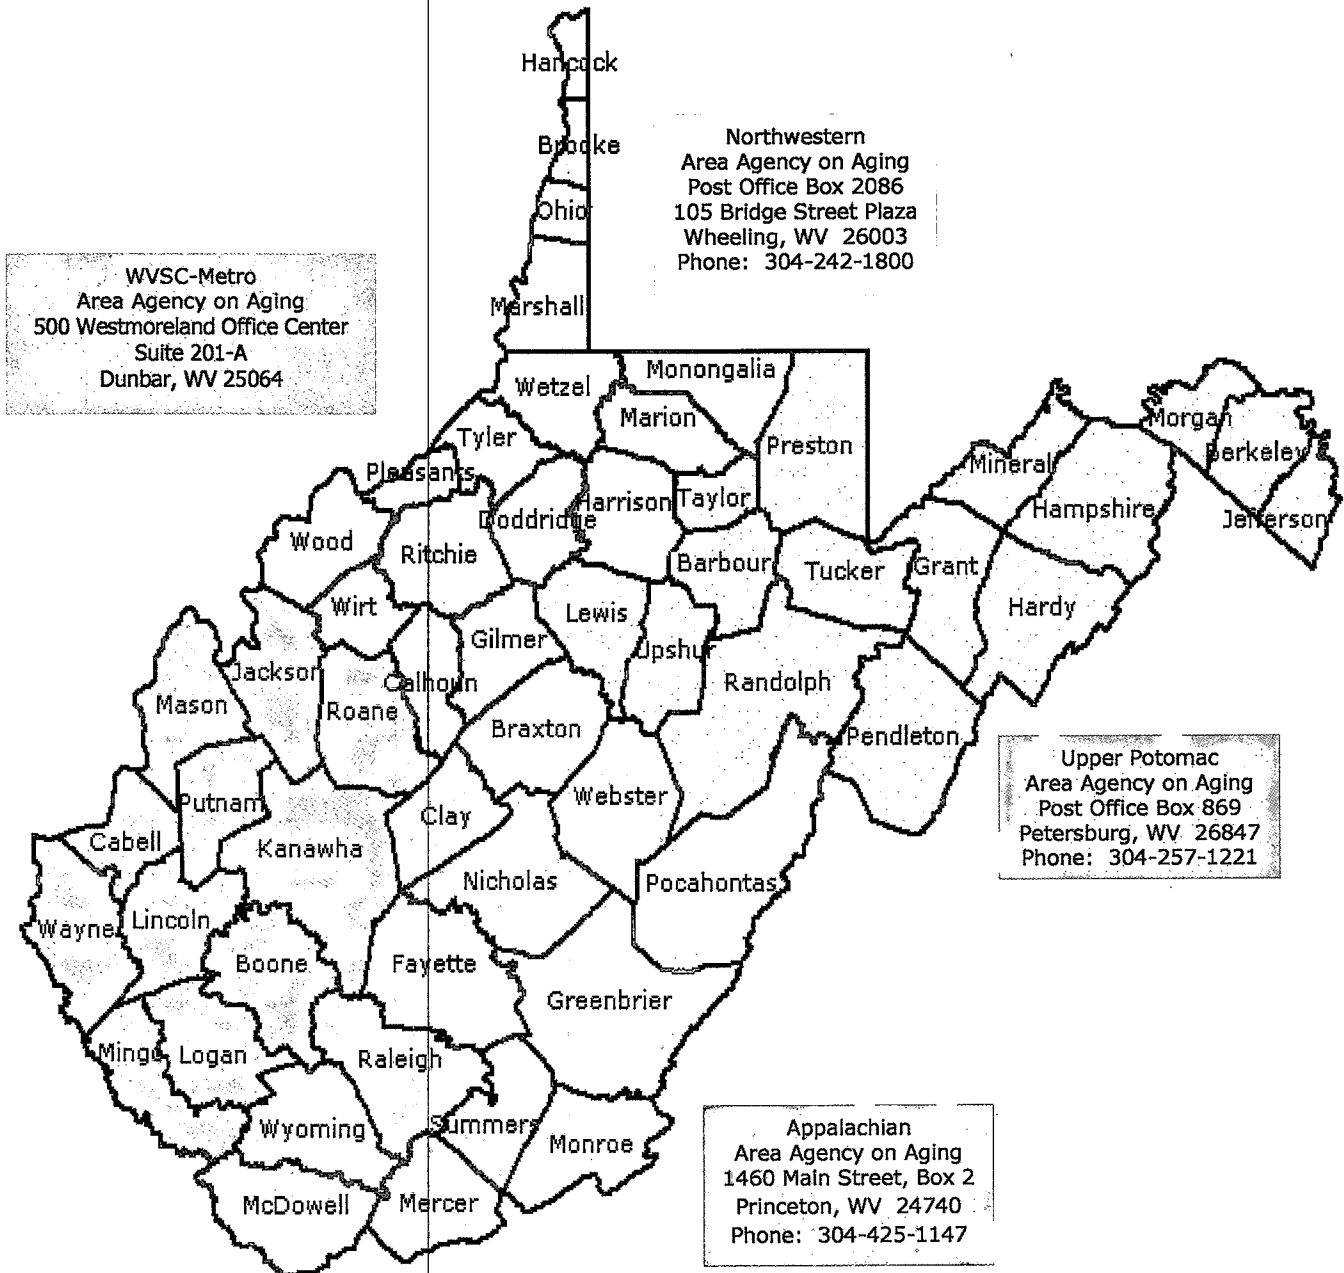 Hancock
Brooke
Northwestern
Area Agency on Aging
Post Office Box 2086
105 Bridge Street Plaza
Wheeling, WV 26003
Phone: 304-242-1800
Ohio
WVSC-Metro
Area Agency on Aging
500 Westmoreland Office Center
Suite 201-A
Dunbar, WV 25064
Marshall
Wetzel
Monongalia
Marion
Tyler
Preston
Morgan
Berkeley
Mineral
Pleasants
Harrison
Taylor
Hampshire
Jefferson
Doddridge
Wood
Ritchie
Barbour
Tucker
Grant
Hardy
Wirt
Lewis
Gilmer
Upshur
Jackson
Calhoun
Randolph
Mason
Roane
Braxton
Pendleton
Upper Potomac
Area Agency on Aging
Post Office Box 869
Petersburg, WV 26847
Phone: 304-257-1221
Putnam
Webster
Clay
Cabell
Kanawha
Nicholas
Pocahontas
Wayne
Lincoln
Boone
Fayette
Greenbrier
Mingo
Logan
Raleigh
Wyoming
Summers
Monroe
McDowell
Mercer
Appalachian
Area Agency on Aging
1460 Main Street, Box 2
Princeton, WV 24740
Phone: 304-425-1147